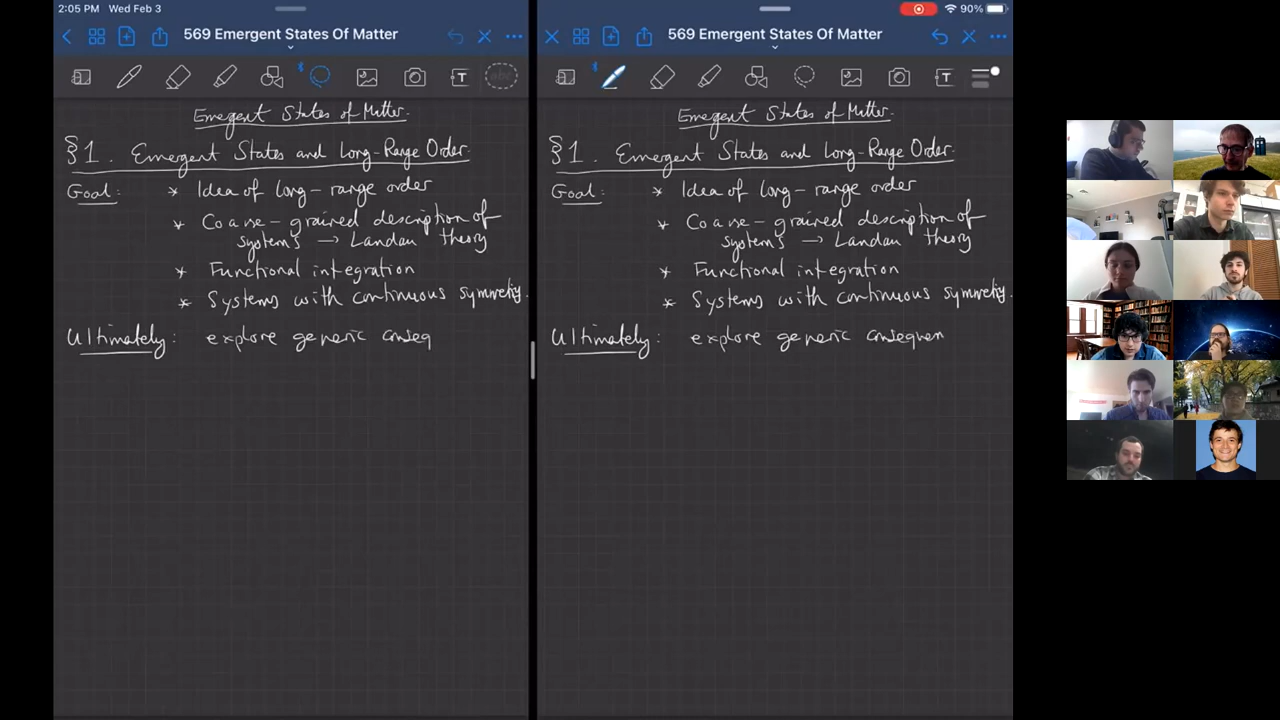 2:05 PM Wed Feb 3
90%
569 Emergent States Of Matter
Emergent States of Matter.
§1. Emergent States and Long-Range Order.
Goal: * Idea of long-range order
* Coarse-grained description of
systems → Landau theory
* Functional integration
* Systems with continuous symmetry.
Ultimately: explore generic conseq
569 Emergent States Of Matter
Emergent States of Matter.
§1. Emergent States and Long-Range Order.
Goal: * Idea of long-range order
* Coarse-grained description of
systems → Landau theory
* Functional integration
* Systems with continuous symmetry.
Ultimately: explore generic consequen